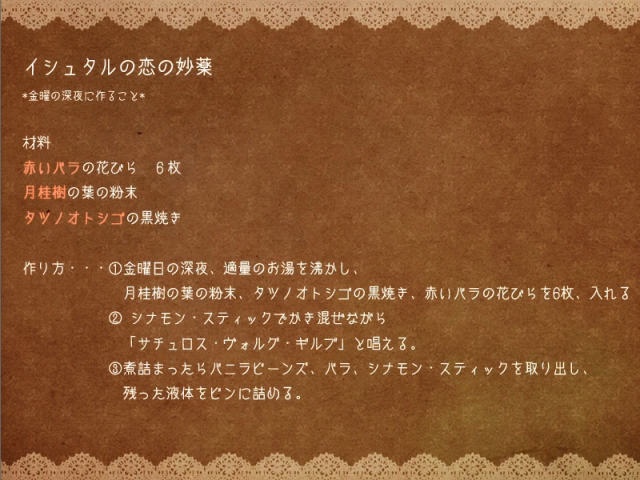 イシュタルの恋の妙薬
*金曜の深夜に作ること*
材料
赤いバラの花びら　６枚
月桂樹の葉の粉末
タツノオトシゴの黒焼き
作り方・・・①金曜日の深夜、適量のお湯を沸かし、
月桂樹の葉の粉末、タツノオトシゴの黒焼き、赤いバラの花びらを6枚、入れる
② シナモン・スティックでかき混ぜながら
「サチュロス・ヴォルグ・ギルブ」と唱える。
③煮詰まったらバニラビーンズ、バラ、シナモン・スティックを取り出し、
残った液体をビンに詰める。